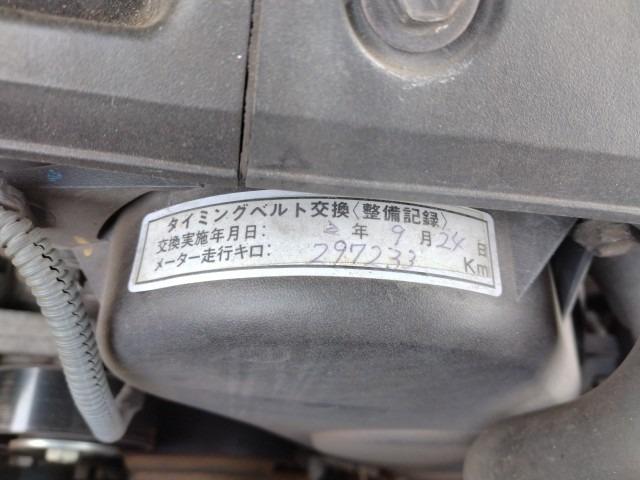 タイミングベルト交換〈整備記録〉
交換実施年月日: 2 年 9 月 24 日
メーター走行キロ: 297233 Km